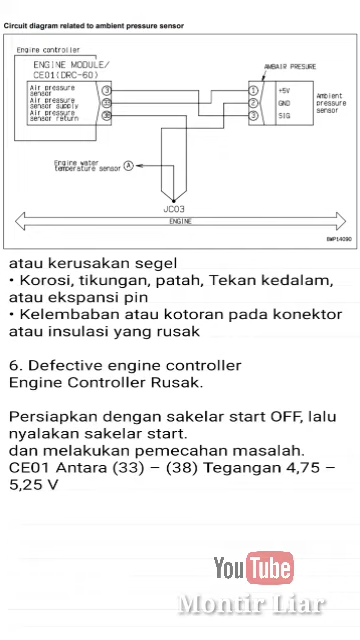 Circuit diagram related to ambient pressure sensor
Engine controller
ENGINE MODULE/
CE01(DRC-60)
Air pressure
sensor
Air pressure
sensor supply
Air pressure
sensor return
3
33
38
AMBAIR PRESURE
1
2
3
+5V
GND
SIG
Ambient
pressure
sensor
Engine water
temperature sensor
A
JC03
ENGINE
BWP14090
atau kerusakan segel
• Korosi, tikungan, patah, Tekan kedalam,
atau ekspansi pin
• Kelembaban atau kotoran pada konektor
atau insulasi yang rusak
6. Defective engine controller
Engine Controller Rusak.
Persiapkan dengan sakelar start OFF, lalu
nyalakan sakelar start.
dan melakukan pemecahan masalah.
CE01 Antara (33) – (38) Tegangan 4,75 –
5,25 V
YouTube
Montir Liar